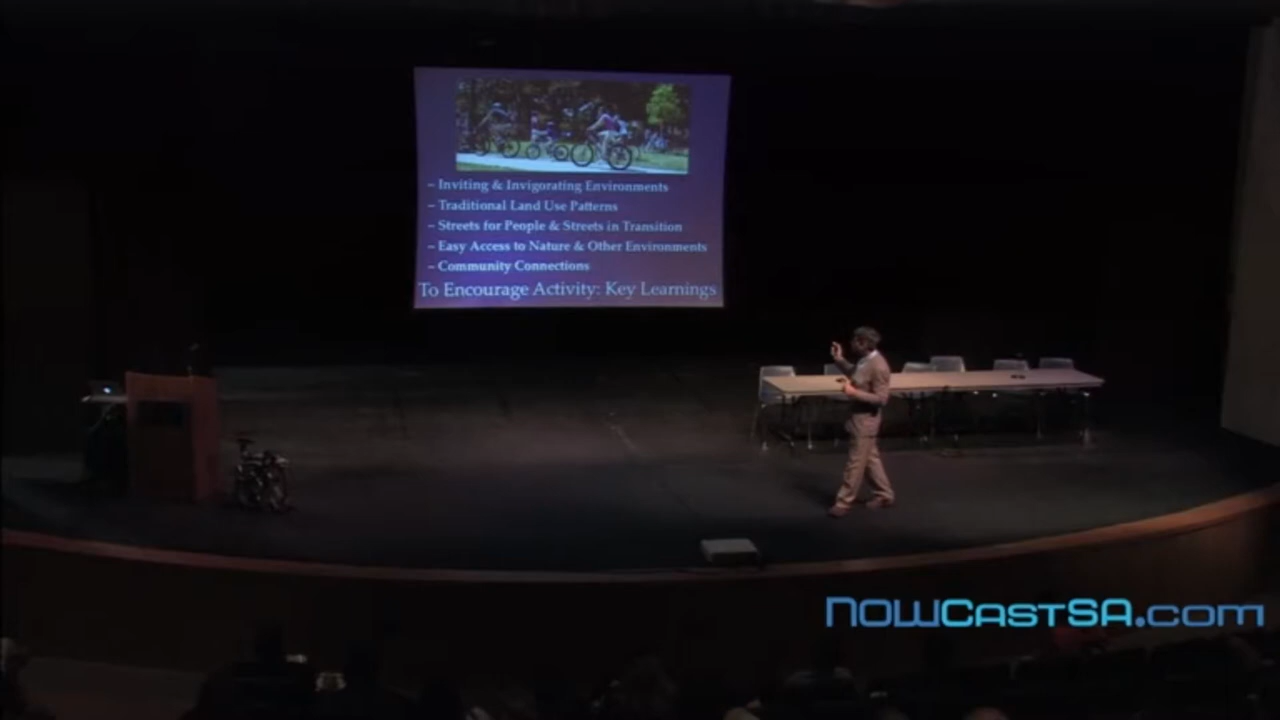 – Inviting & Invigorating Environments
– Traditional Land Use Patterns
– Streets for People & Streets in Transition
– Easy Access to Nature & Other Environments
– Community Connections
To Encourage Activity: Key Learnings
NOWCastSA.com